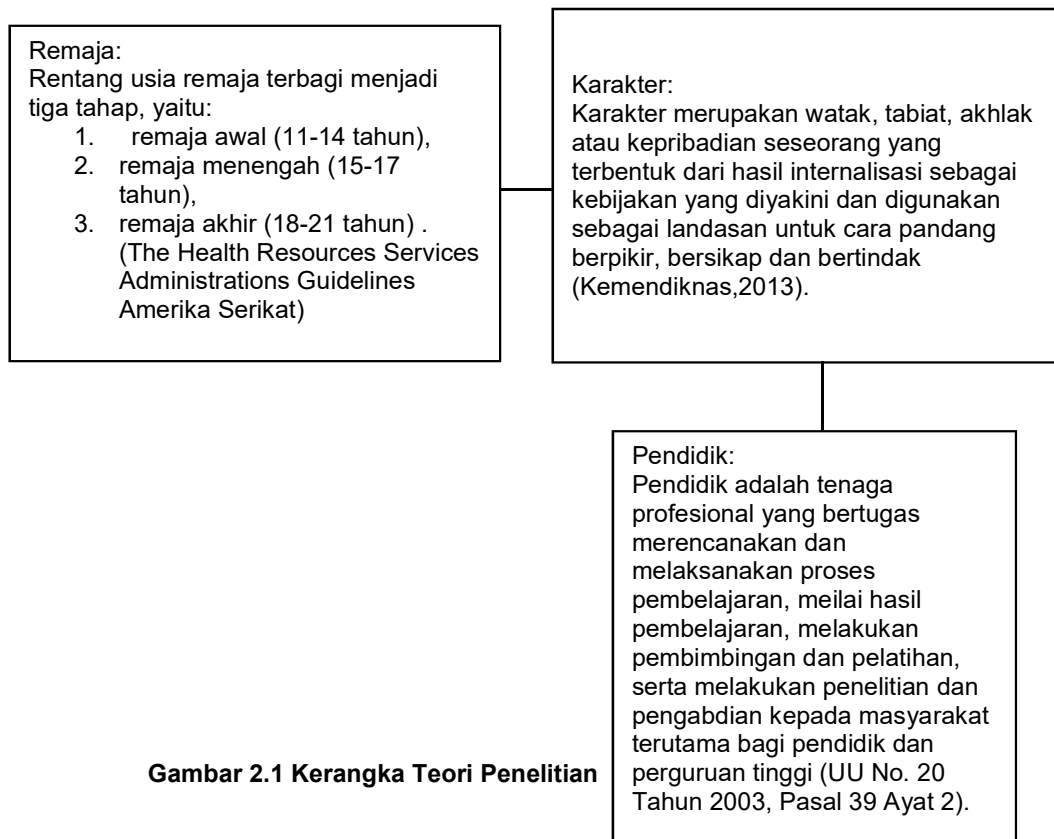 Remaja:
Rentang usia remaja terbagi menjadi
tiga tahap, yaitu:
1. remaja awal (11-14 tahun),
2. remaja menengah (15-17
tahun),
3. remaja akhir (18-21 tahun) .
(The Health Resources Services
Administrations Guidelines
Amerika Serikat)
Karakter:
Karakter merupakan watak, tabiat, akhlak
atau kepribadian seseorang yang
terbentuk dari hasil internalisasi sebagai
kebijakan yang diyakini dan digunakan
sebagai landasan untuk cara pandang
berpikir, bersikap dan bertindak
(Kemendiknas,2013).
Pendidik:
Pendidik adalah tenaga
profesional yang bertugas
merencanakan dan
melaksanakan proses
pembelajaran, meilai hasil
pembelajaran, melakukan
pembimbingan dan pelatihan,
serta melakukan penelitian dan
pengabdian kepada masyarakat
terutama bagi pendidik dan
perguruan tinggi (UU No. 20
Tahun 2003, Pasal 39 Ayat 2).
Gambar 2.1 Kerangka Teori Penelitian